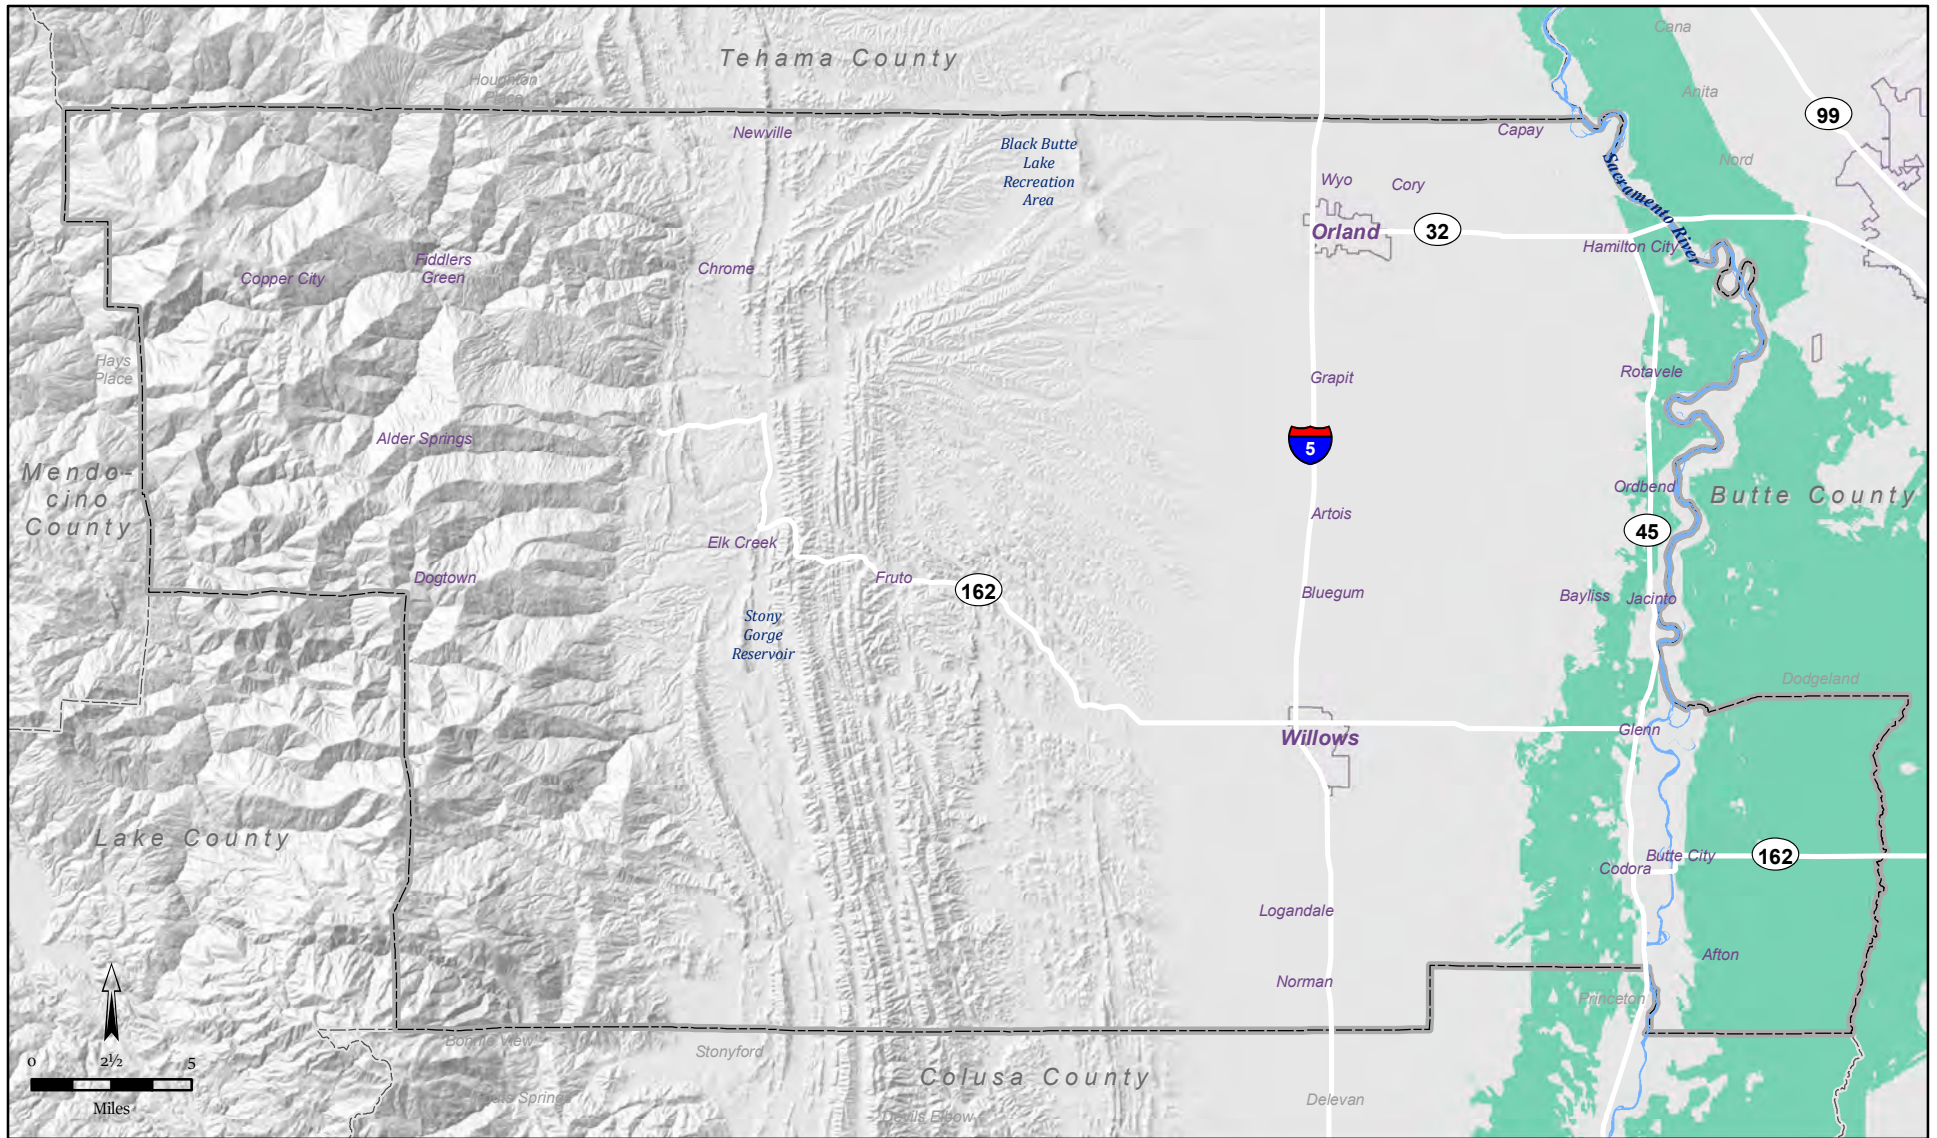 Cana
Tehama County
Houghton
Place
Anita
99
Newville
Capay
Black Butte
Lake
Recreation
Area
Nord
Sacramento River
Wyo
Cory
Orland
32
Hamilton City
Fiddlers
Green
Copper City
Chrome
Hays
Place
Rotavele
Grapit
Alder Springs
5
Mendo-
cino
County
Ordbend
Butte County
Artois
45
Elk Creek
Dogtown
Fruto
162
Bluegum
Bayliss
Jacinto
Stony
Gorge
Reservoir
Dodgeland
Glenn
Willows
Lake County
Butte City
162
Codora
Logandale
Afton
Norman
Princeton
Bonnie View
Stonyford
0 2½ 5
Miles
Colusa County
Springs
Delevan
Devils Elbow